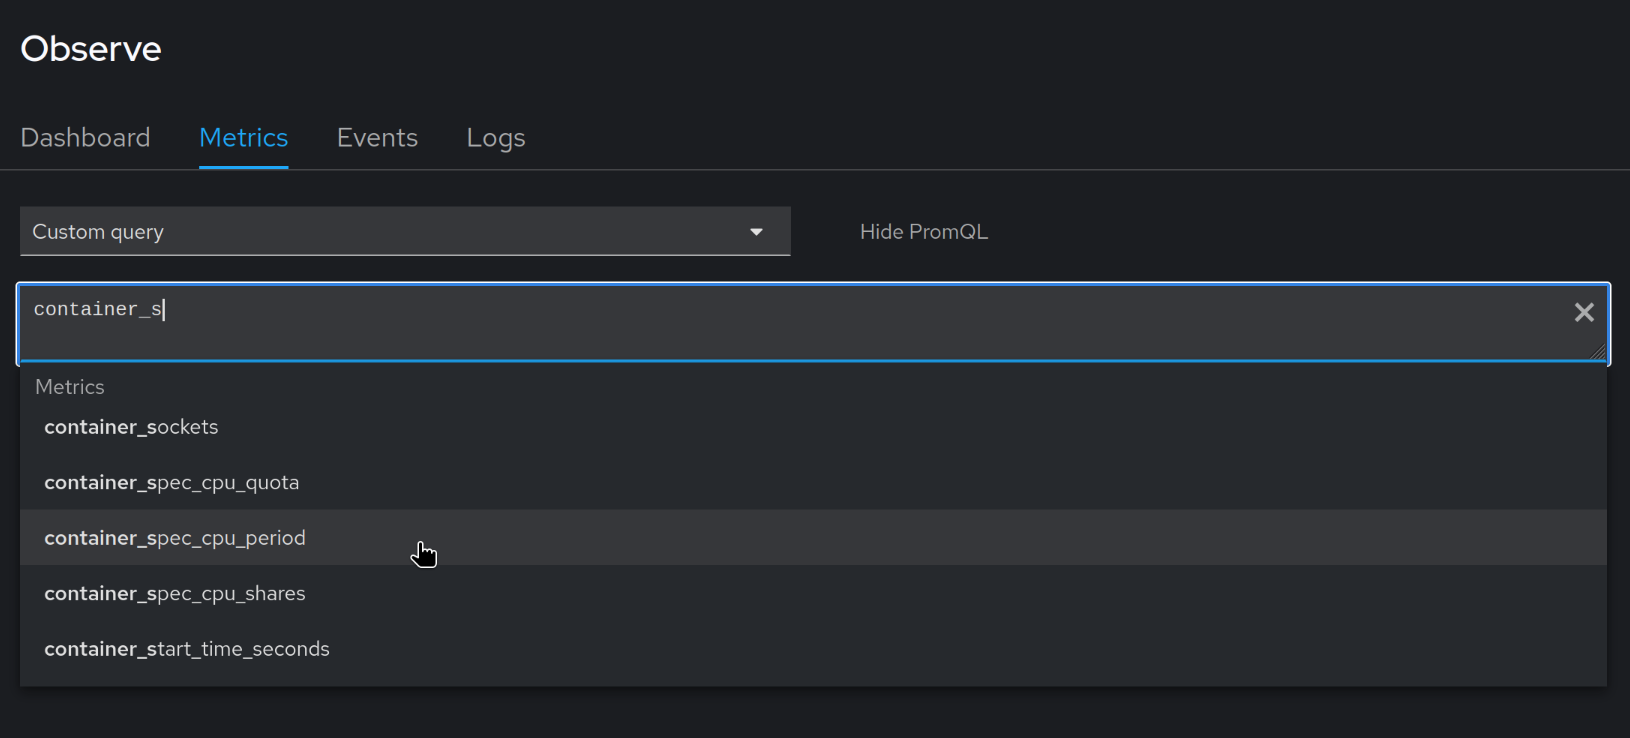 Observe
Dashboard Metrics Events Logs
Custom query Hide PromQL
container_s
Metrics
container_sockets
container_spec_cpu_quota
container_spec_cpu_period
container_spec_cpu_shares
container_start_time_seconds